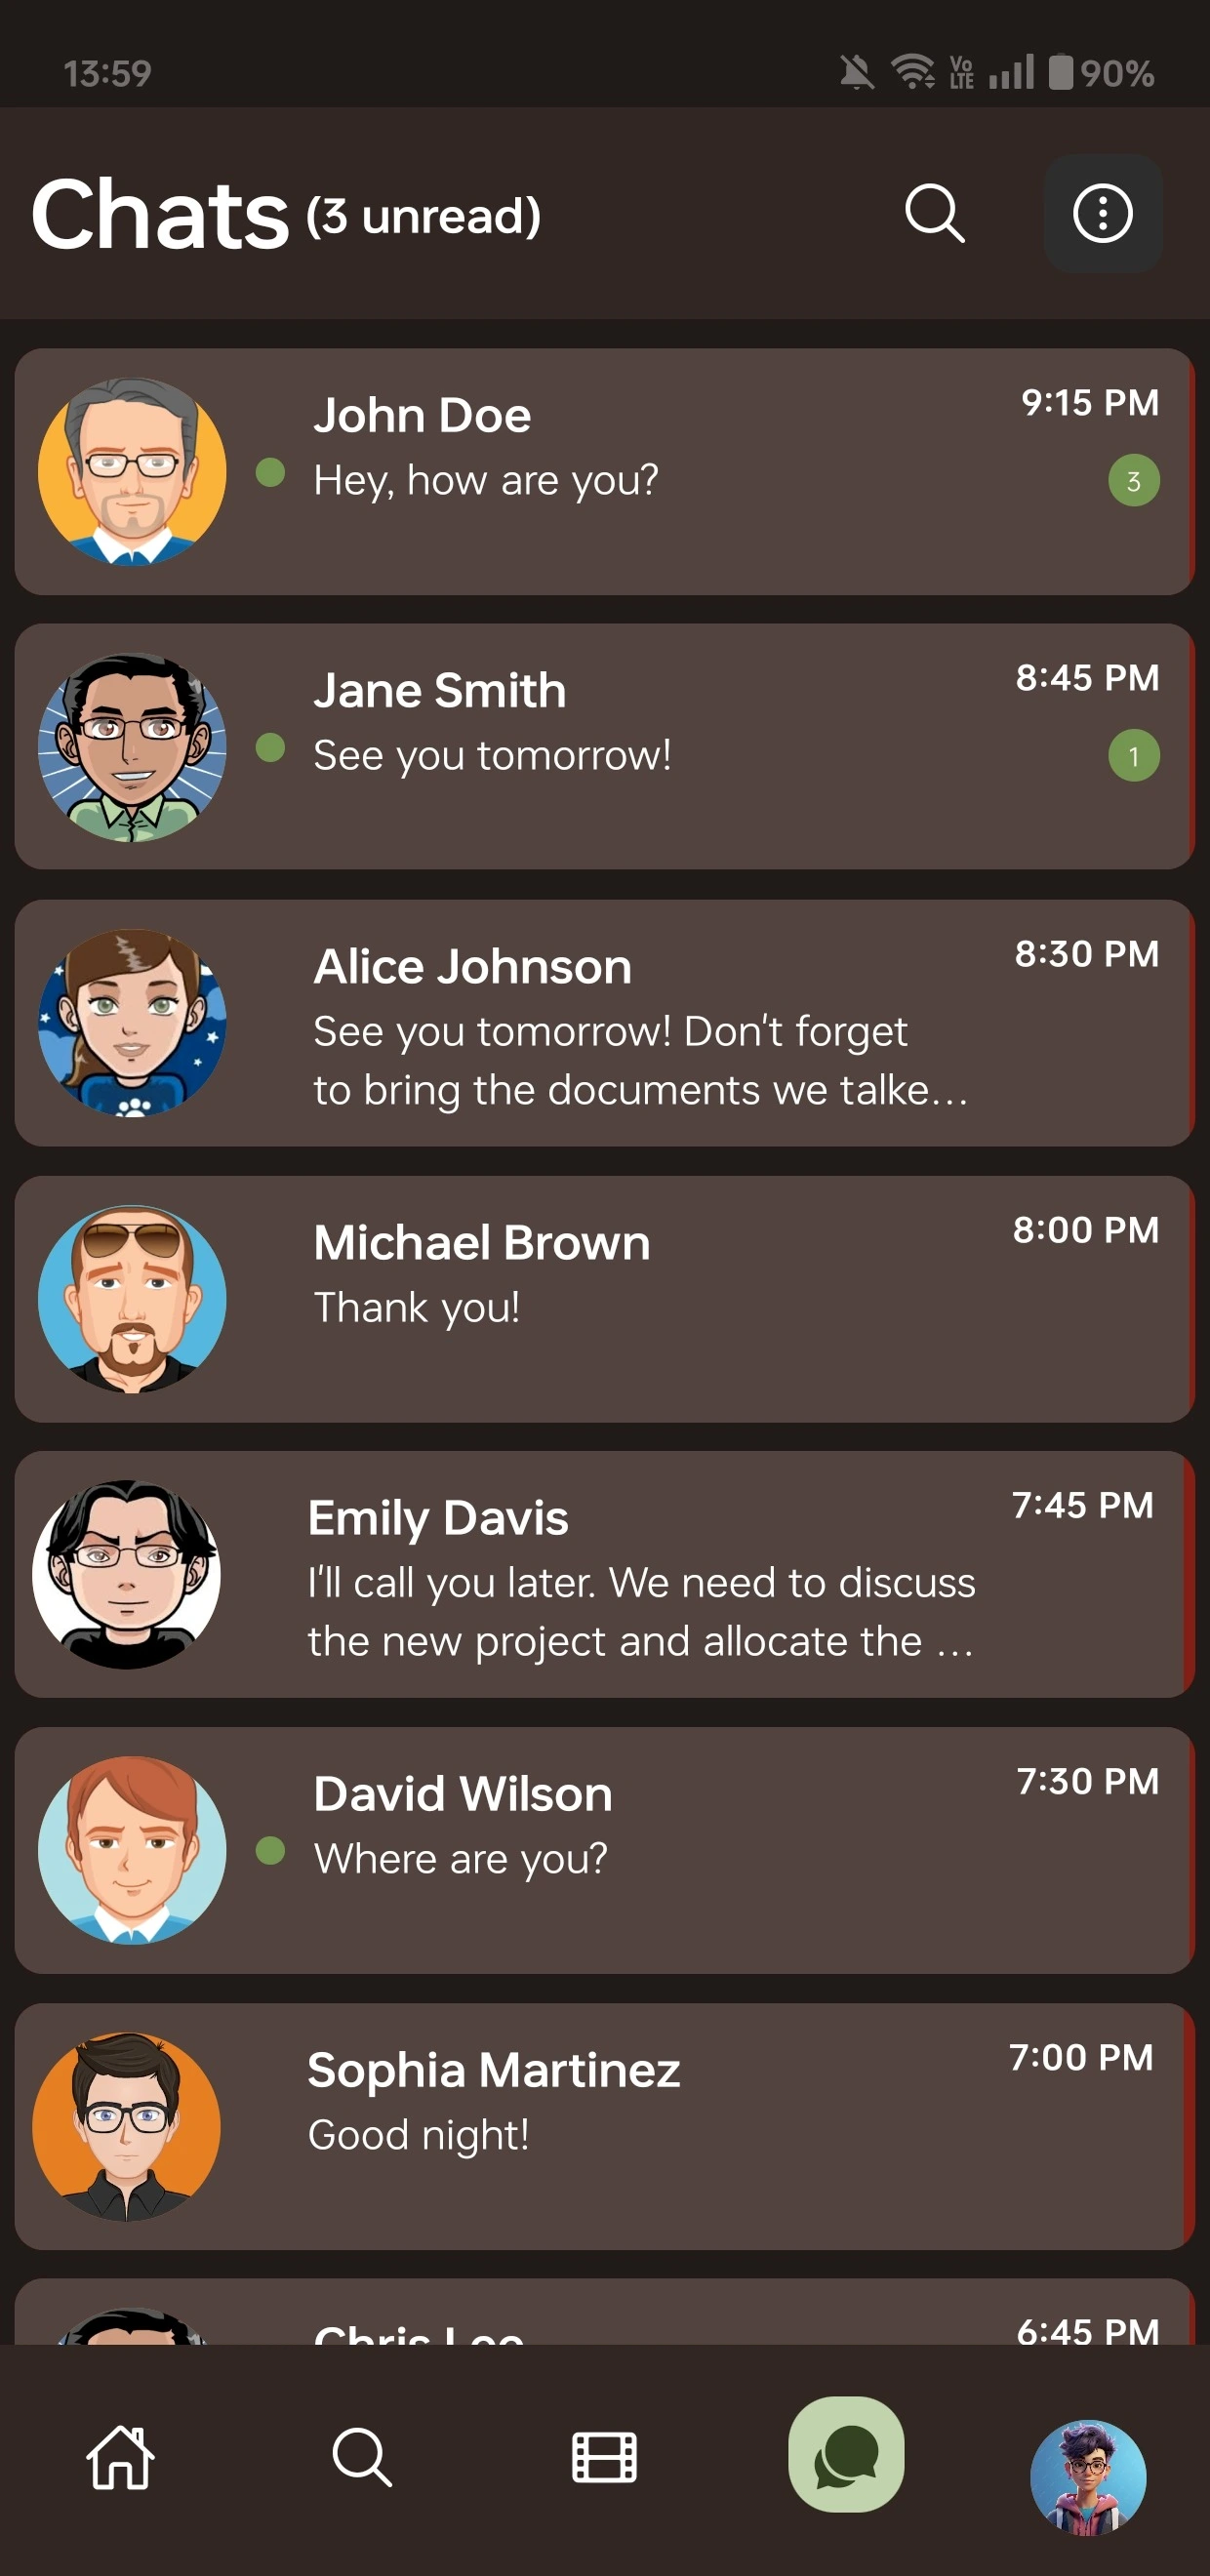 13:59
Vo
LTE
90%
Chats (3 unread)
John Doe
9:15 PM
Hey, how are you?
3
Jane Smith
8:45 PM
See you tomorrow!
1
Alice Johnson
8:30 PM
See you tomorrow! Don't forget
to bring the documents we talke...
Michael Brown
8:00 PM
Thank you!
Emily Davis
7:45 PM
I'll call you later. We need to discuss
the new project and allocate the ...
David Wilson
7:30 PM
Where are you?
Sophia Martinez
7:00 PM
Good night!
Chris Lee
6:45 PM